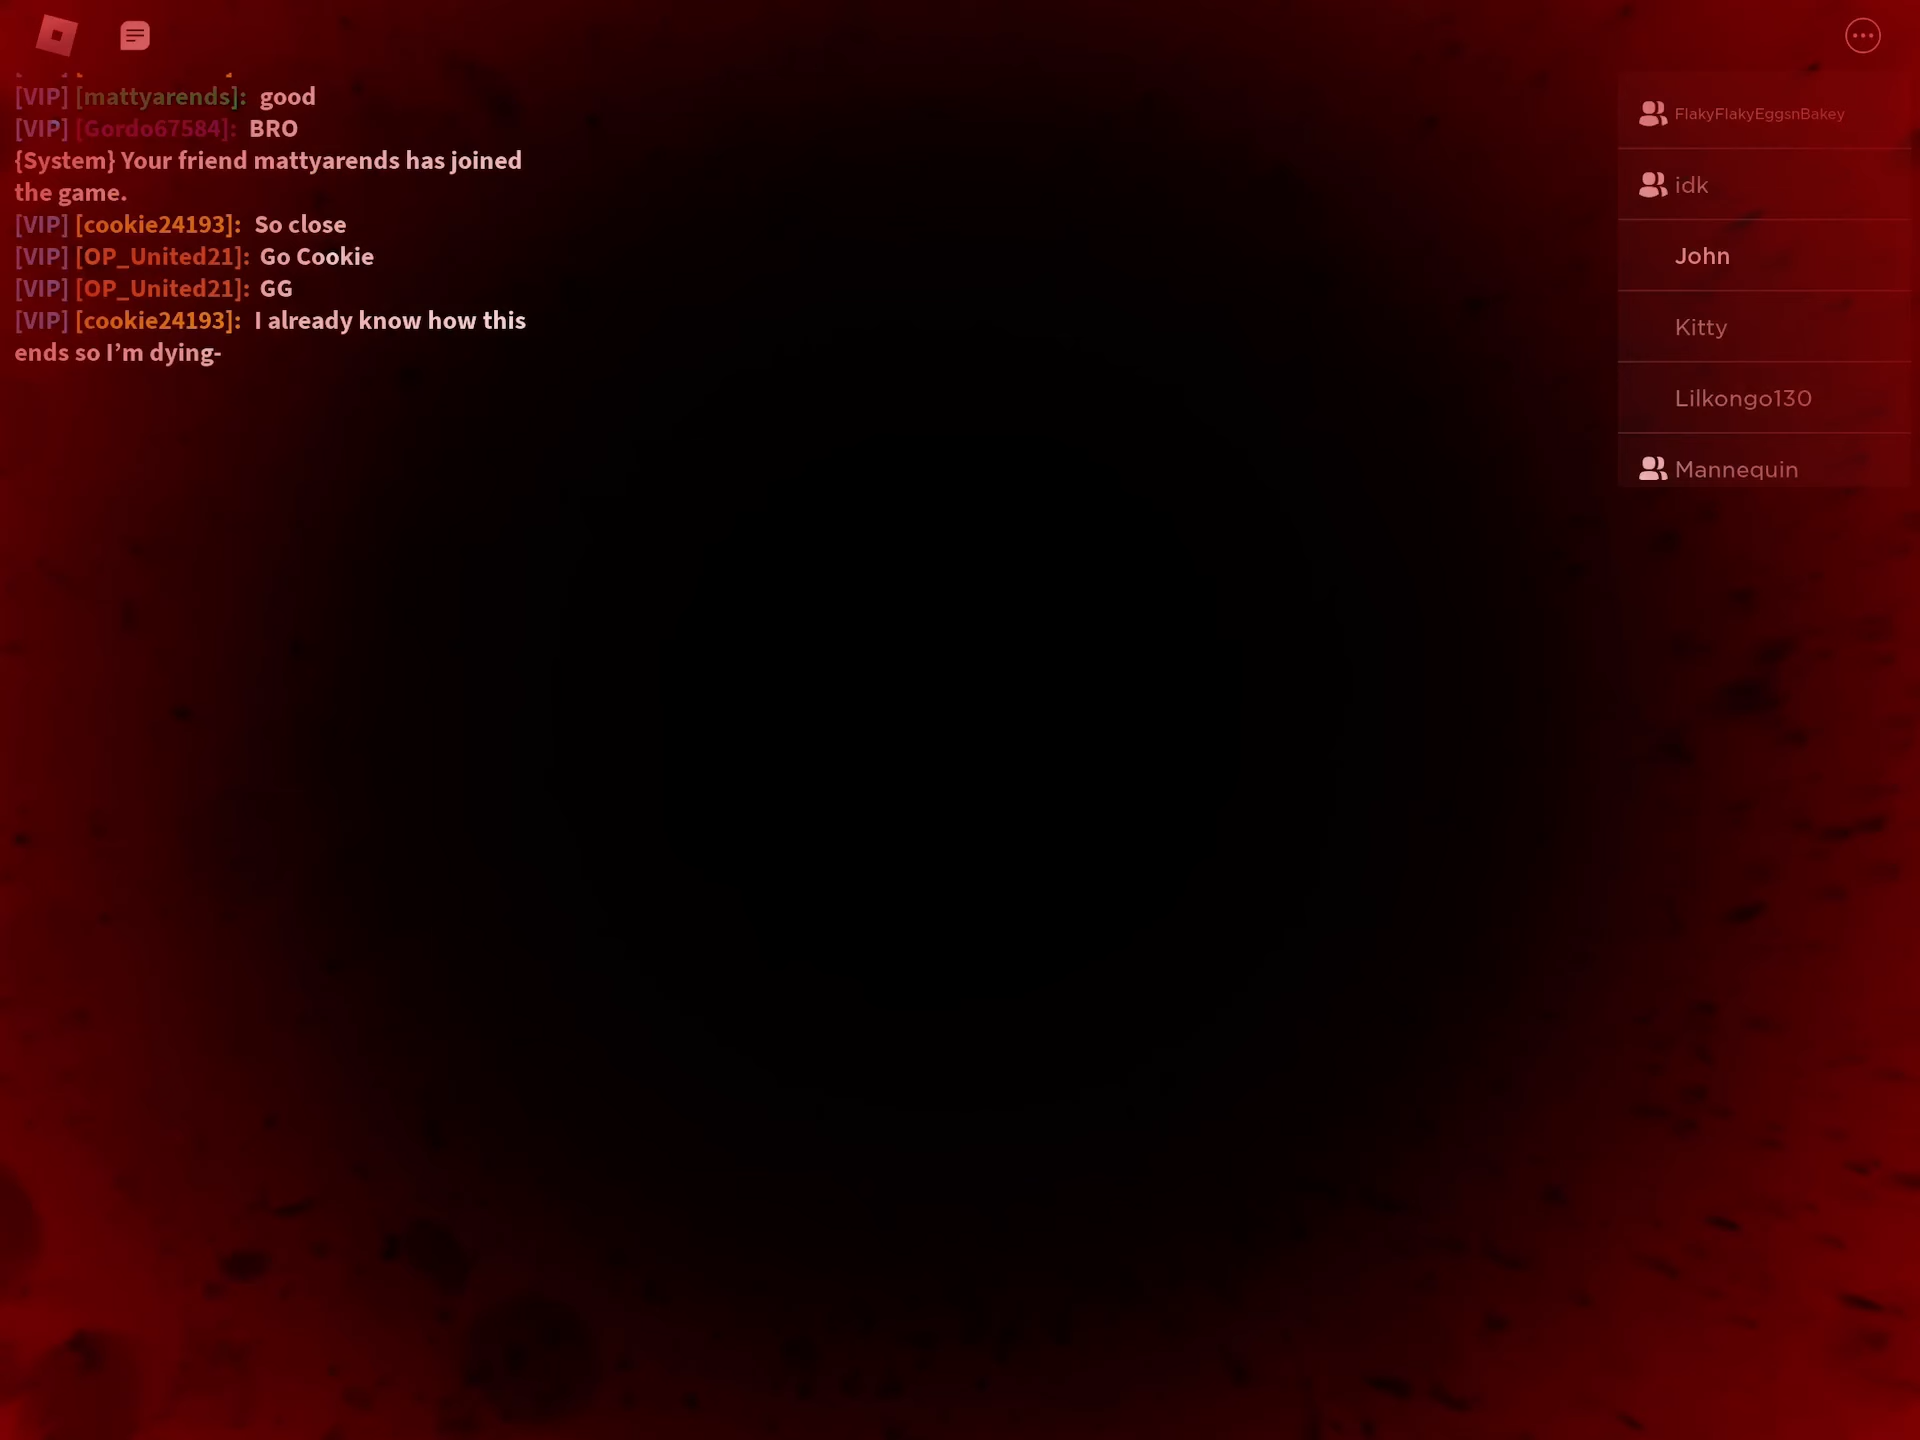 [VIP] [mattyarends]: good
[VIP] [Gordo67584]: BRO
{System} Your friend mattyarends has joined
the game.
[VIP] [cookie24193]: So close
[VIP] [OP_United21]: Go Cookie
[VIP] [OP_United21]: GG
[VIP] [cookie24193]: I already know how this
ends so I’m dying-
FlakyFlakyEggsnBakey
idk
John
Kitty
Lilkongo130
Mannequin